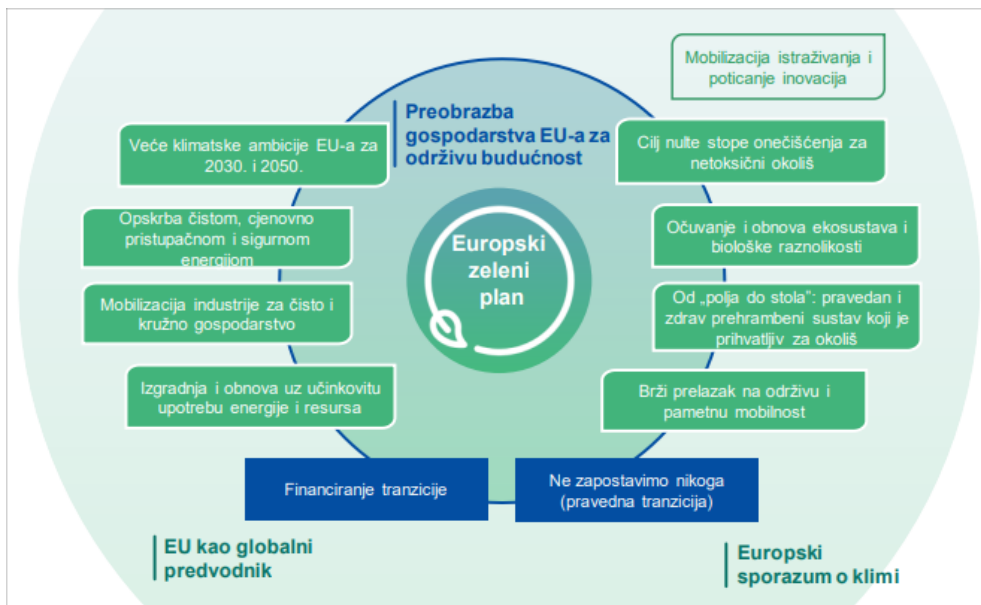 Mobilizacija istraživanja i
poticanje inovacija
Preobrazba
gospodarstva EU-a za
održivu budućnost
Veće klimatske ambicije EU-a za
2030. i 2050.
Cilj nulte stope onečišćenja za
netoksični okoliš
Opskrba čistom, cjenovno
pristupačnom i sigurnom
energijom
Europski
zeleni
plan
Očuvanje i obnova ekosustava i
biološke raznolikosti
Mobilizacija industrije za čisto i
kružno gospodarstvo
Od „polja do stola”: pravedan i
zdrav prehrambeni sustav koji je
prihvatljiv za okoliš
Izgradnja i obnova uz učinkovitu
upotrebu energije i resursa
Brži prelazak na održivu i
pametnu mobilnost
Financiranje tranzicije
Ne zapostavimo nikoga
(pravedna tranzicija)
EU kao globalni
predvodnik
Europski
sporazum o klimi